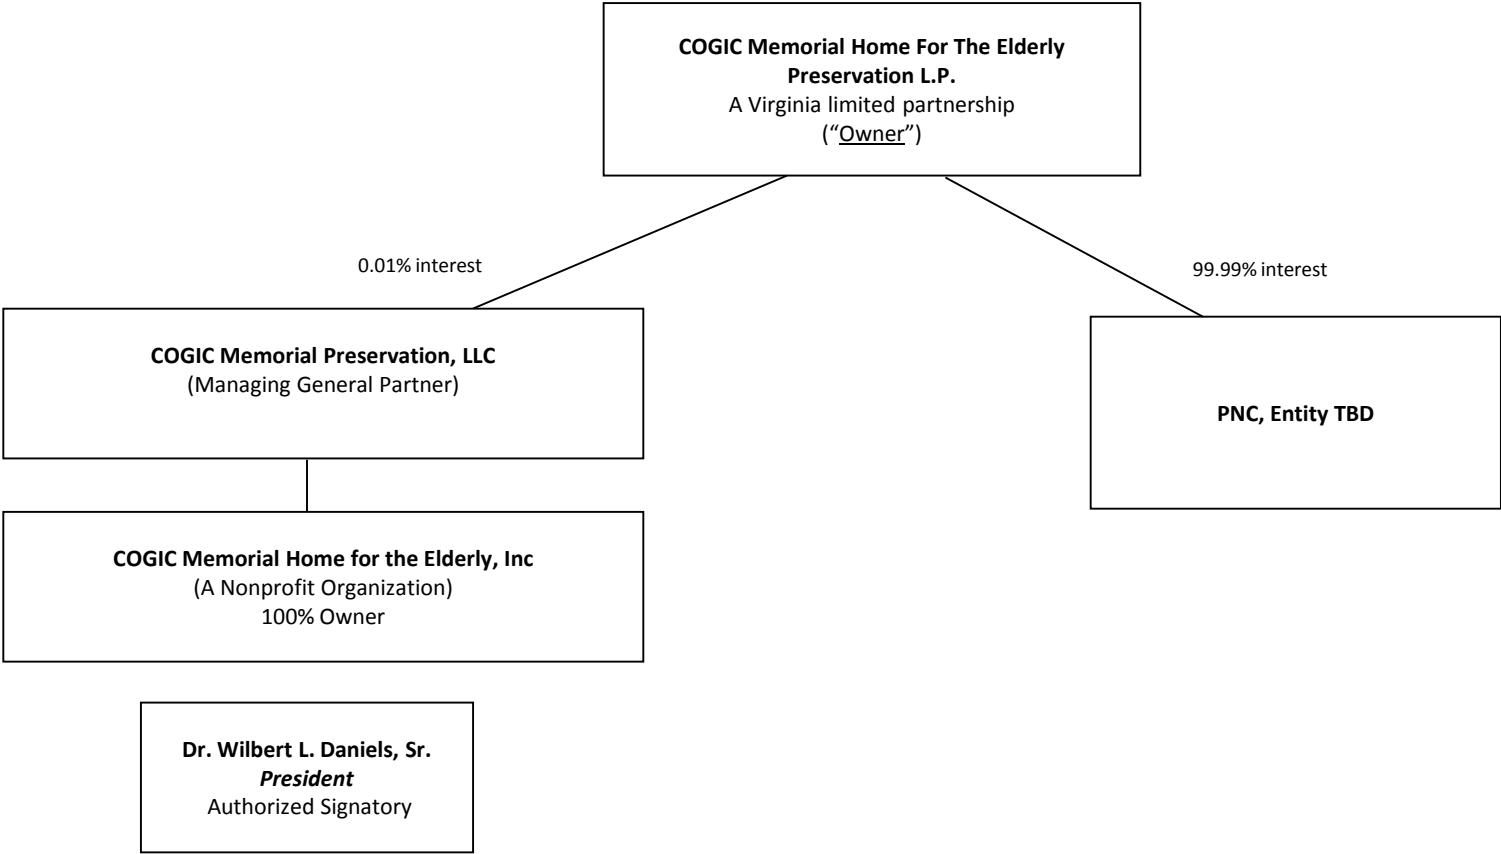 COGIC Memorial Home For The Elderly
Preservation L.P.
A Virginia limited partnership
(“Owner”)
0.01% interest
99.99% interest
COGIC Memorial Preservation, LLC
(Managing General Partner)
PNC, Entity TBD
COGIC Memorial Home for the Elderly, Inc
(A Nonprofit Organization)
100% Owner
Dr. Wilbert L. Daniels, Sr.
President
Authorized Signatory